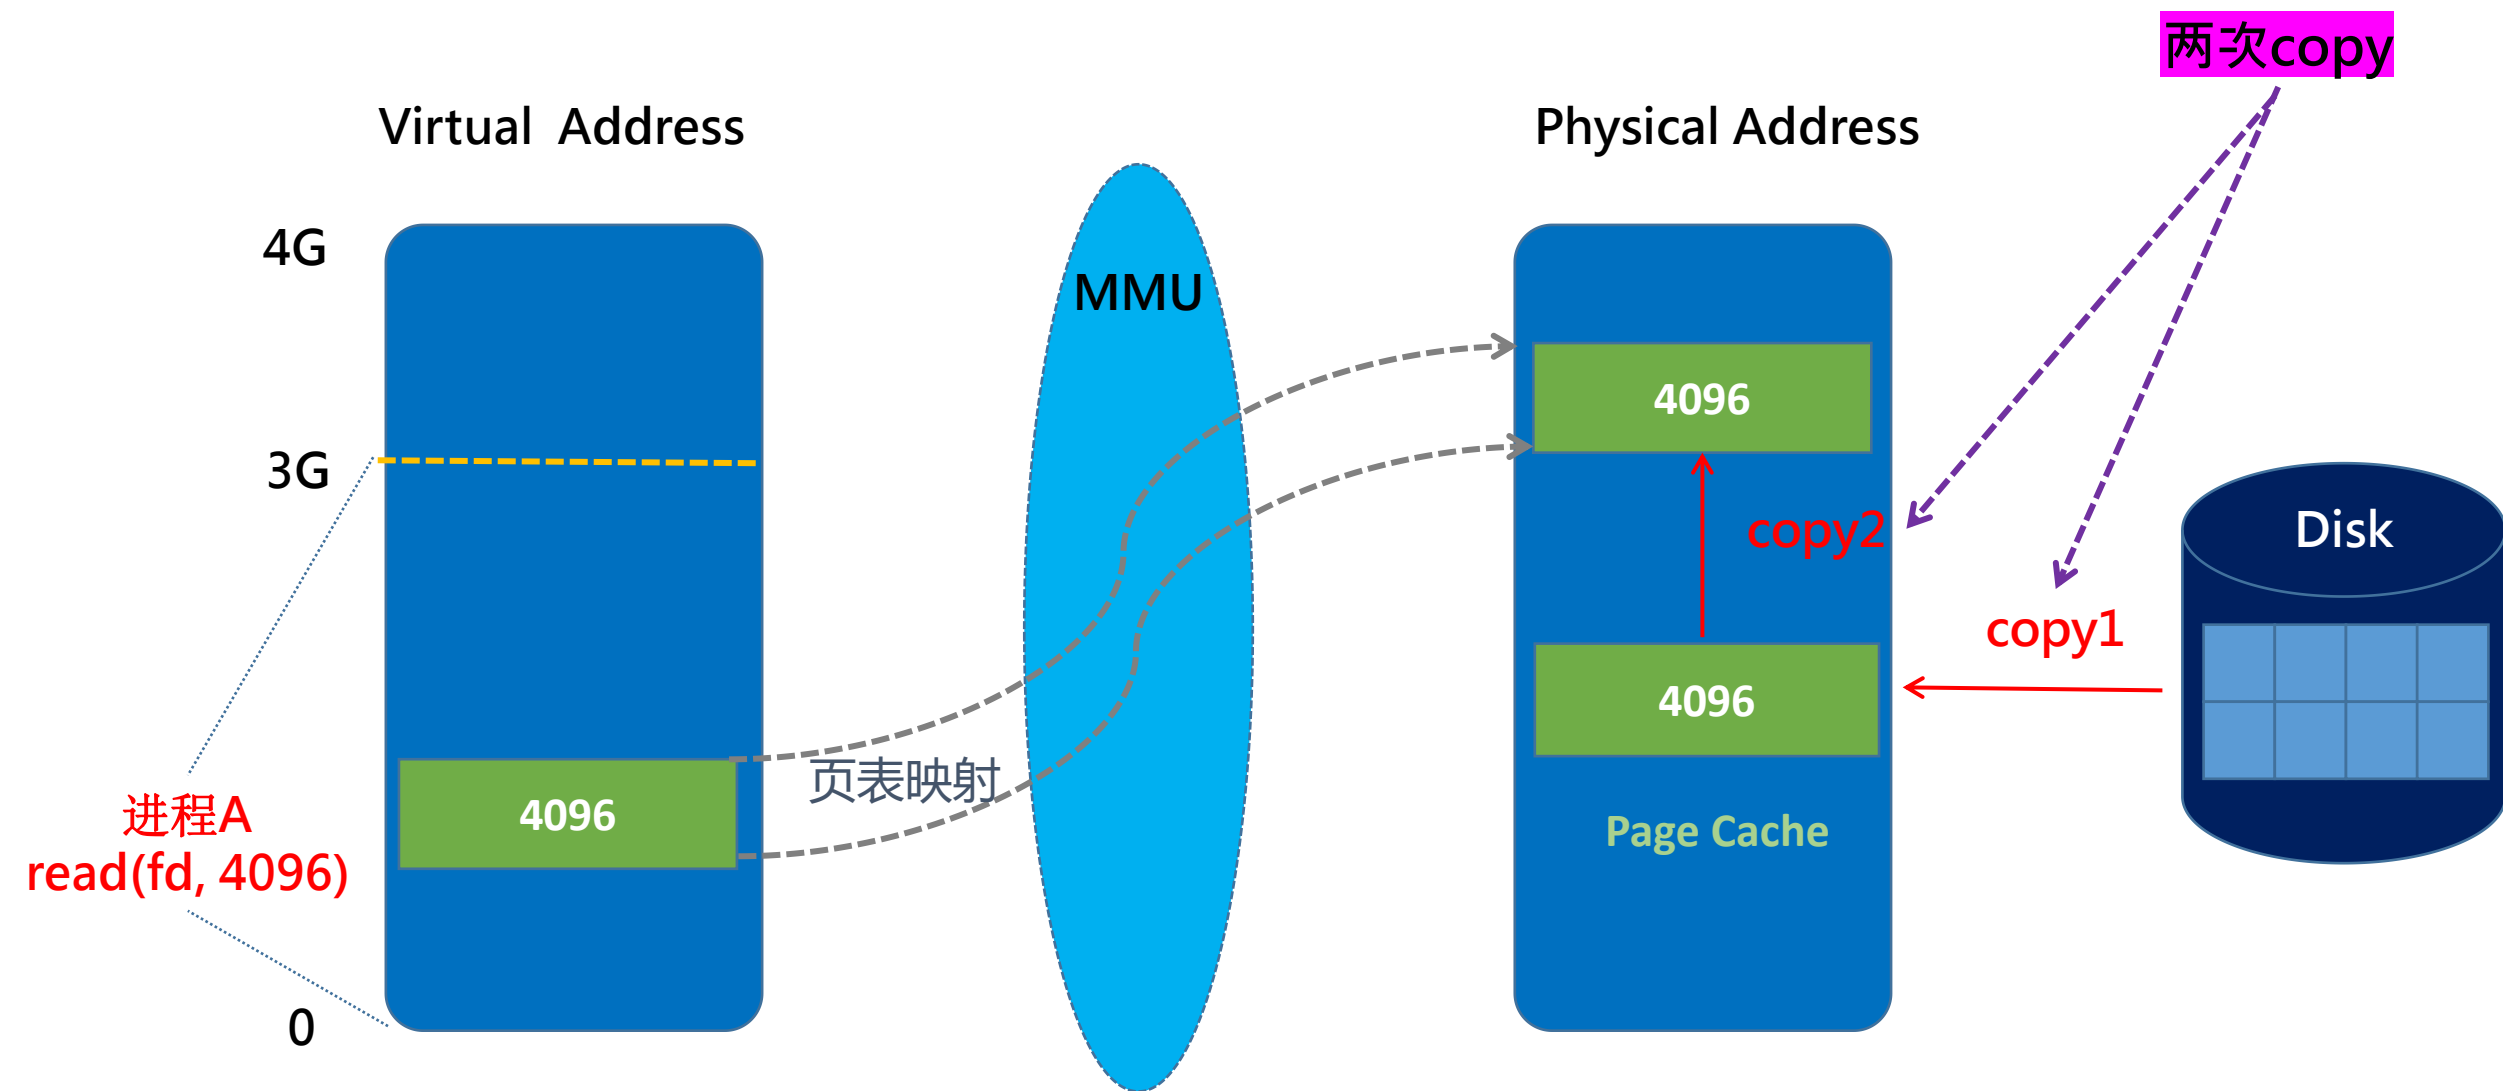 两次copy
Virtual Address
Physical Address
4G
MMU
4096
3G
copy2
Disk
copy1
4096
页表映射
4096
进程A
read(fd, 4096)
Page Cache
0